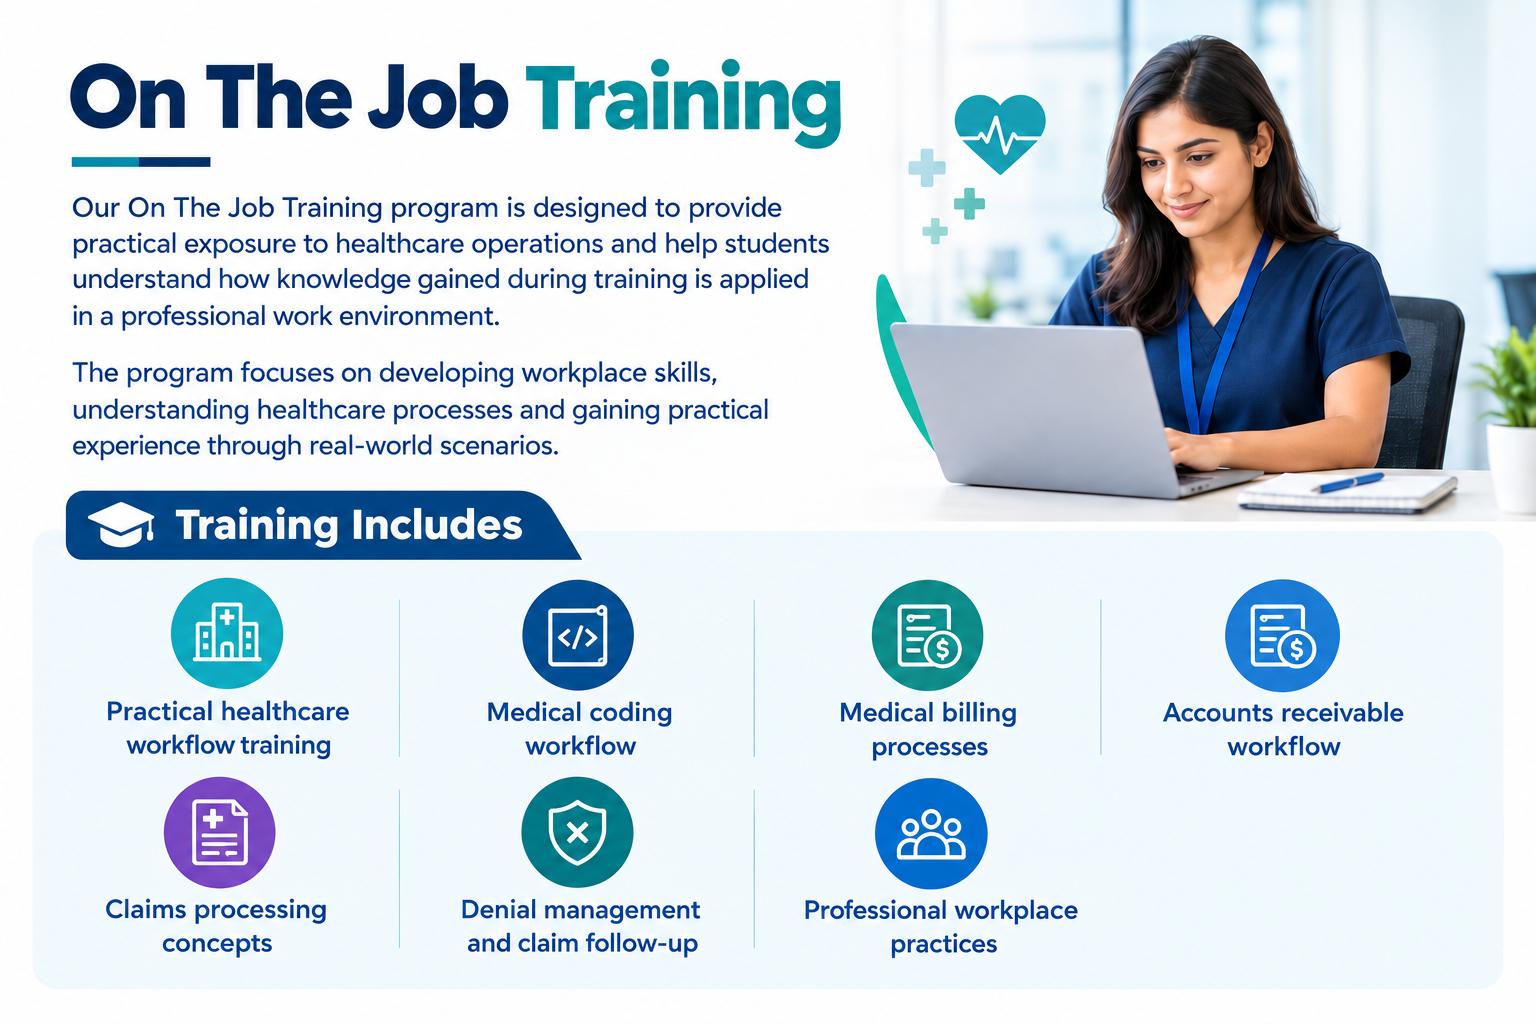 On The Job Training
Our On The Job Training program is designed to provide
practical exposure to healthcare operations and help students
understand how knowledge gained during training is applied
in a professional work environment.
The program focuses on developing workplace skills,
understanding healthcare processes and gaining practical
experience through real-world scenarios.
Training Includes
Practical healthcare
workflow training
Medical coding
workflow
Medical billing
processes
Accounts receivable
workflow
Claims processing
concepts
Denial management
and claim follow-up
Professional workplace
practices